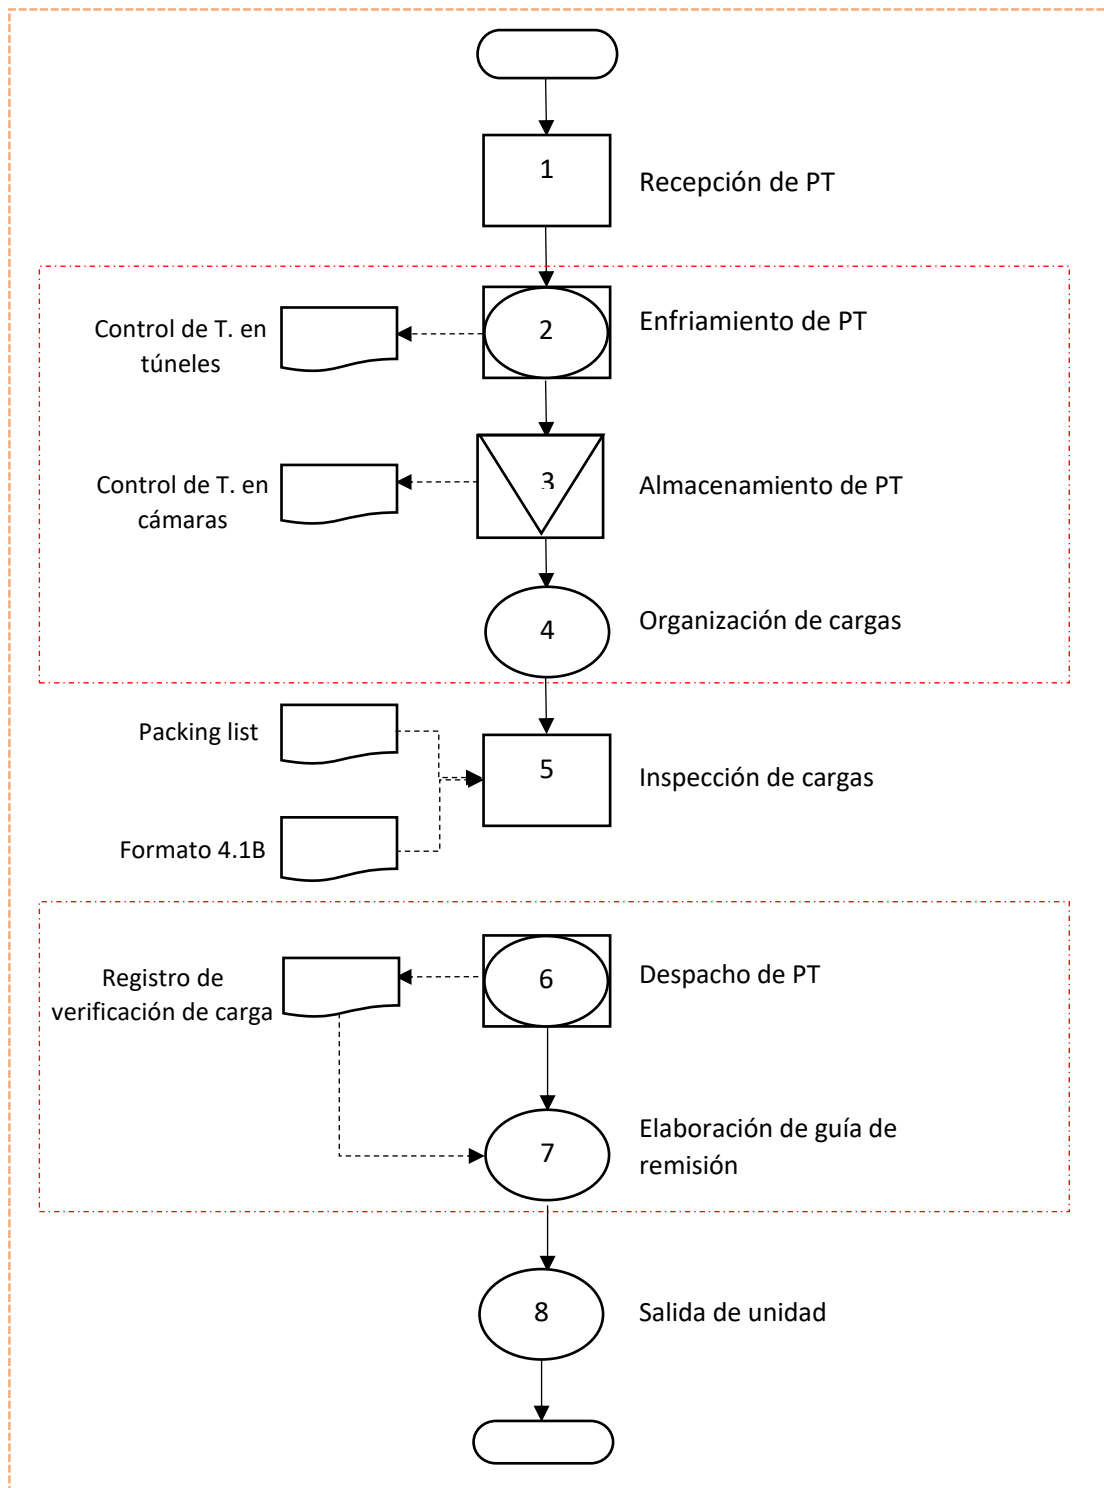 1
Recepción de PT
Control de T. en
túneles
2
Enfriamiento de PT
Control de T. en
cámaras
3
Almacenamiento de PT
4
Organización de cargas
Packing list
5
Inspección de cargas
Formato 4.1B
Registro de
verificación de carga
6
Despacho de PT
7
Elaboración de guía de
remisión
8
Salida de unidad